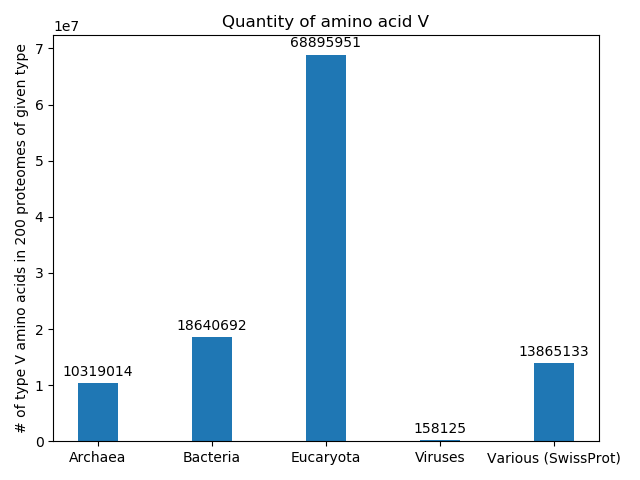 Quantity of amino acid V
1e7
# of type V amino acids in 200 proteomes of given type
7
6
5
4
3
2
1
0
10319014
18640692
68895951
158125
13865133
Archaea
Bacteria
Eucaryota
Viruses
Various (SwissProt)